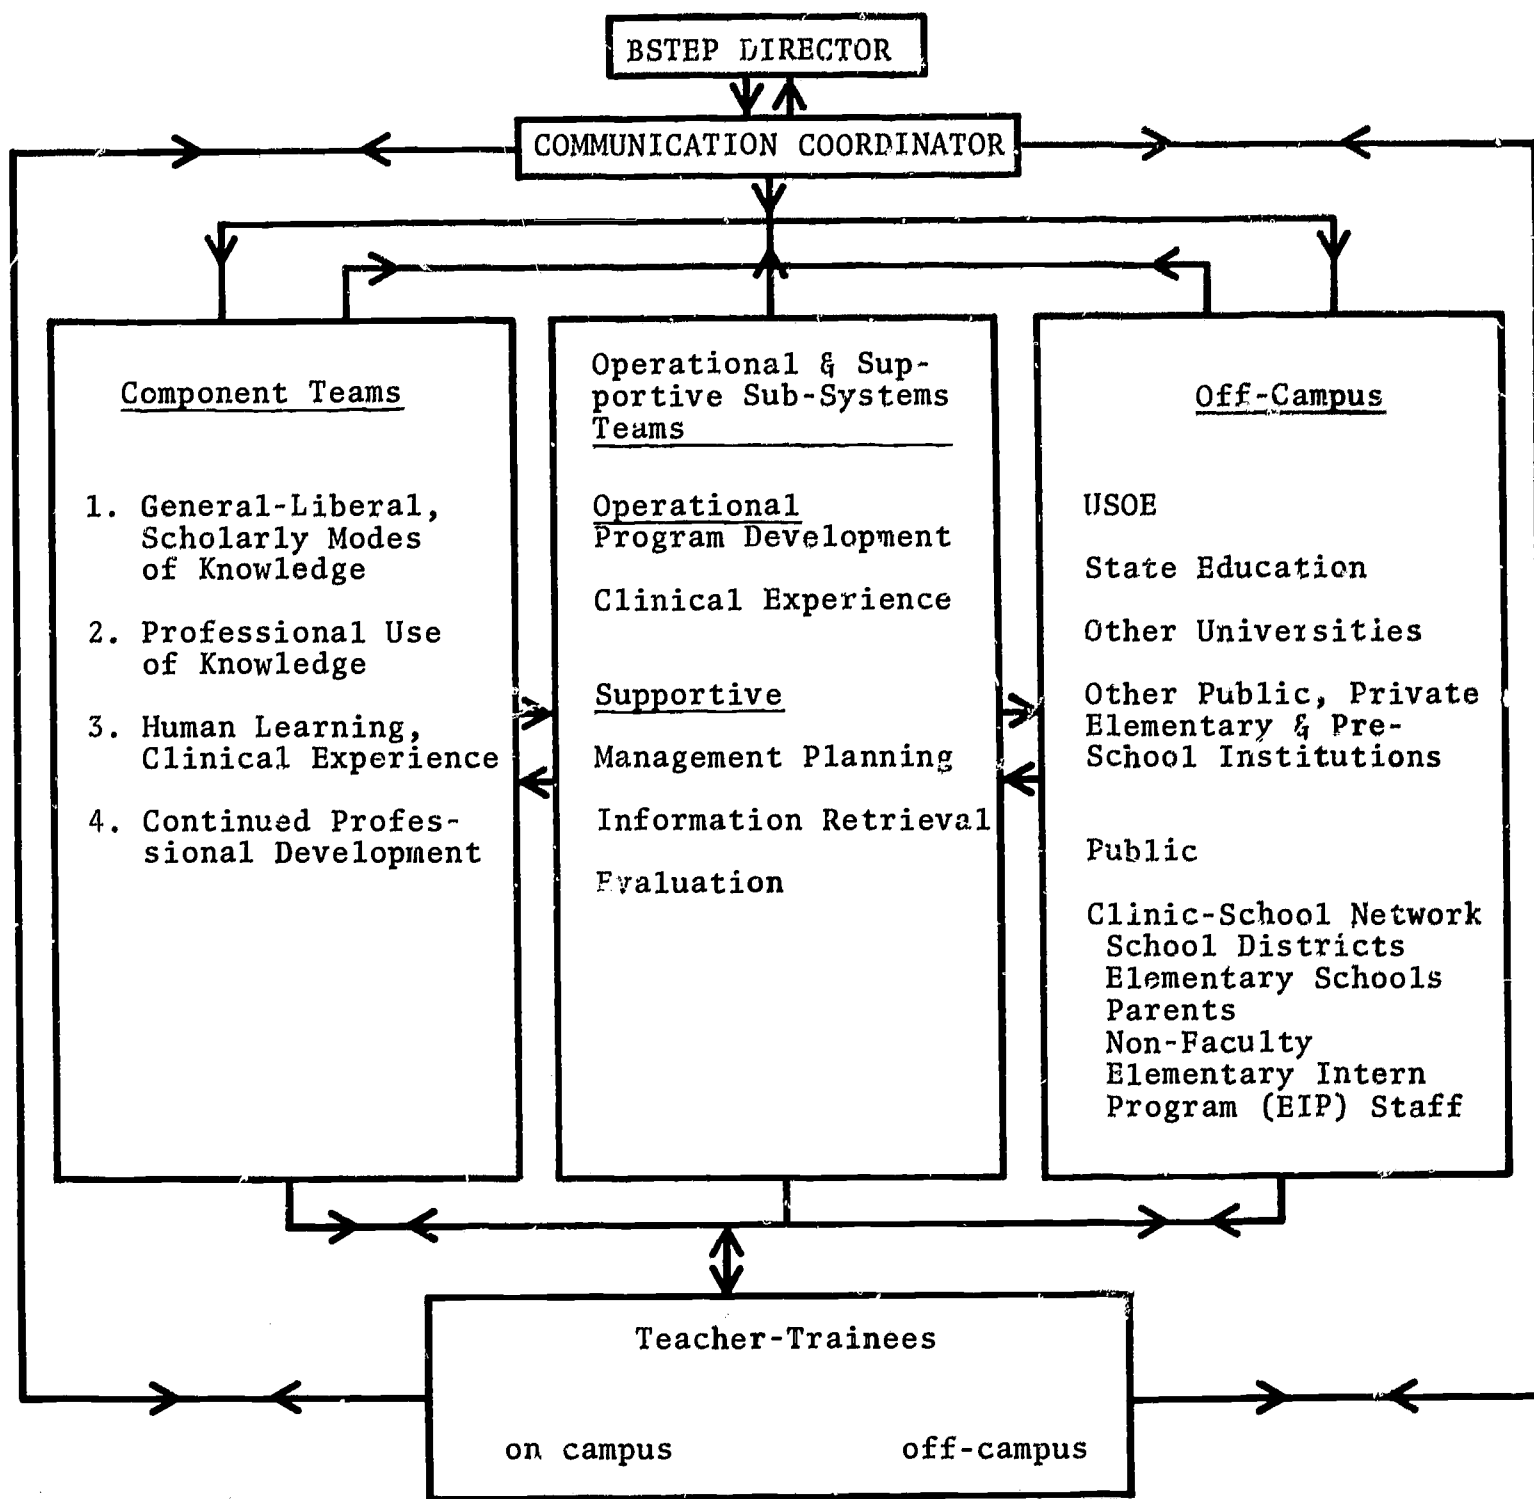 BSTEP DIRECTOR
COMMUNICATION COORDINATOR
Component Teams
1. General-Liberal,
Scholarly Modes
of Knowledge
2. Professional Use
of Knowledge
3. Human Learning,
Clinical Experience
4. Continued Profes-
sional Development
Operational & Sup-
portive Sub-Systems
Teams
Operational
Program Development
Clinical Experience
Supportive
Management Planning
Information Retrieval
Evaluation
Off-Campus
USOE
State Education
Other Universities
Other Public, Private
Elementary & Pre-
School Institutions
Public
Clinic-School Network
School Districts
Elementary Schools
Parents
Non-Faculty
Elementary Intern
Program (EIP) Staff
Teacher-Trainees
on campus
off-campus